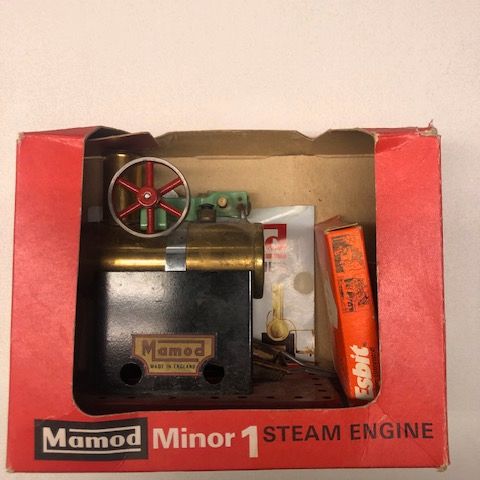 Mamod
MADE IN ENGLAND
Esbit
Mamod Minor 1 STEAM ENGINE